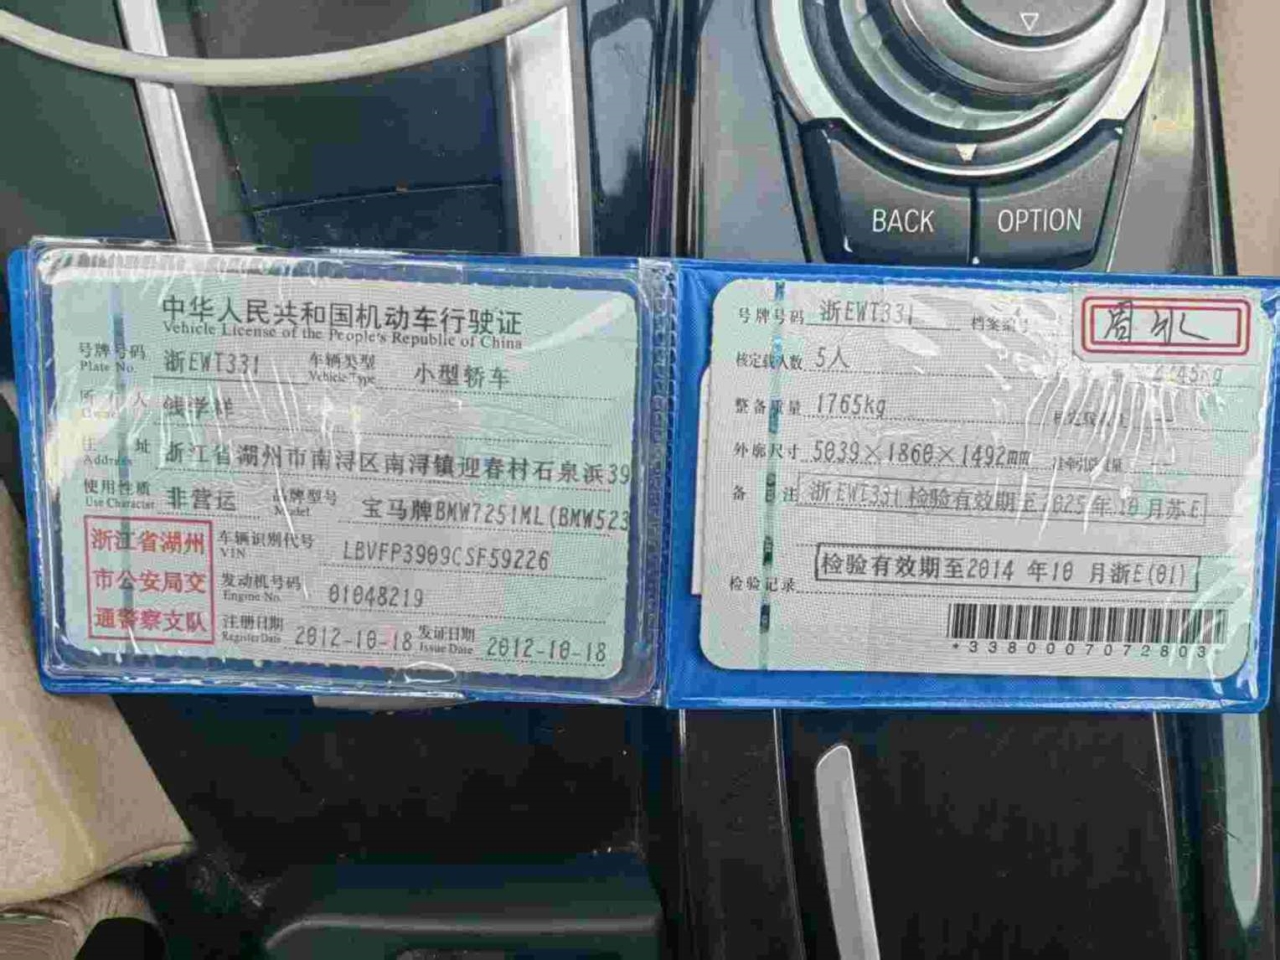 BACK
OPTION
中华人民共和国机动车行驶证
Vehicle License of the People's Republic of China
号牌号码 浙EWT331 车辆类型 小型轿车
Plate No. Vehicle Type
所有人 钱学样
Owner
住址 浙江省湖州市南浔区南浔镇迎春村石泉浜39
Address
使用性质 非营运 品牌型号 宝马牌BMW7251ML(BMW523
Use Character Model
浙江省湖州
市公安局交
通警察支队
车辆识别代号 LBVFP3909CSF59226
VIN
发动机号码 01048219
Engine No.
注册日期 2012-10-18 发证日期 2012-10-18
Register Date Issue Date
号牌号码 浙EWT331 档案编号
核定载人数 5人
整备质量 1765kg
外廓尺寸 5039×1860×1492mm
备注 浙EWT331 检验有效期至2025年10月苏E
检验记录 检验有效期至2014 年10 月浙E(01)
*3380007072803*